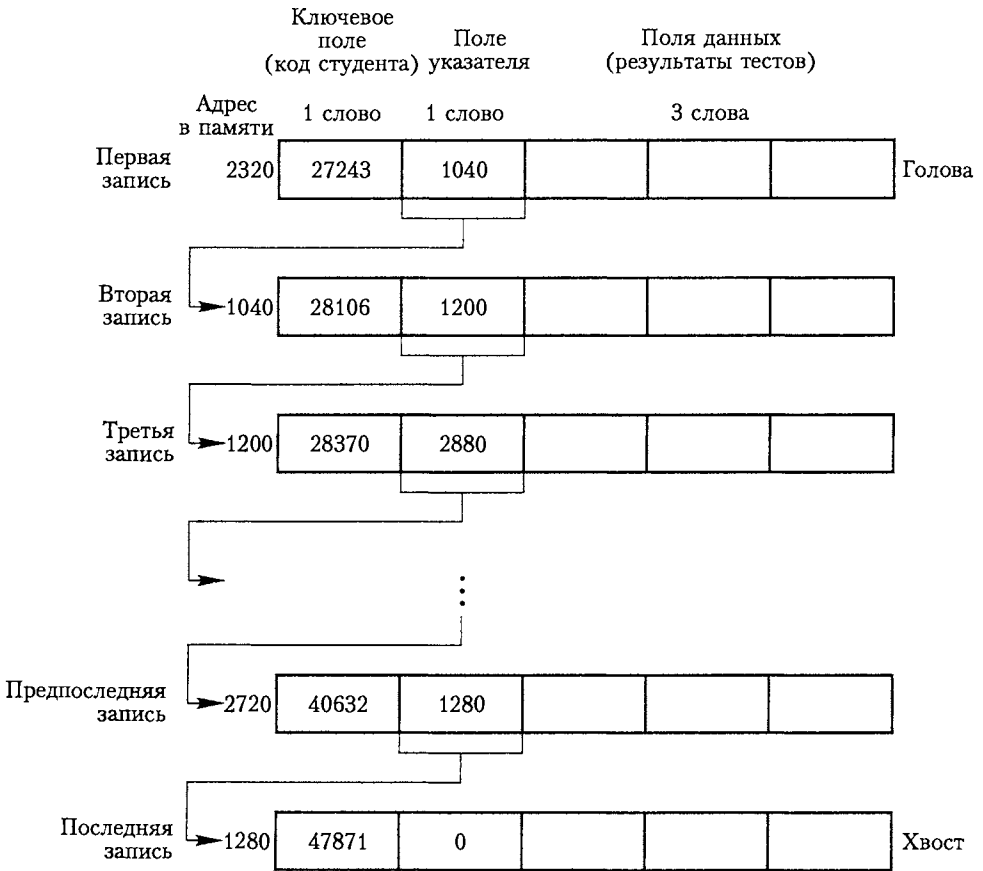 Ключевое
поле
(код студента)
Поле
указателя
Поля данных
(результаты тестов)
Адрес
в памяти
1 слово
1 слово
3 слова
Первая
запись
2320
27243
1040
Голова
Вторая
запись
1040
28106
1200
Третья
запись
1200
28370
2880
Предпоследняя
запись
2720
40632
1280
Последняя
запись
1280
47871
0
Хвост